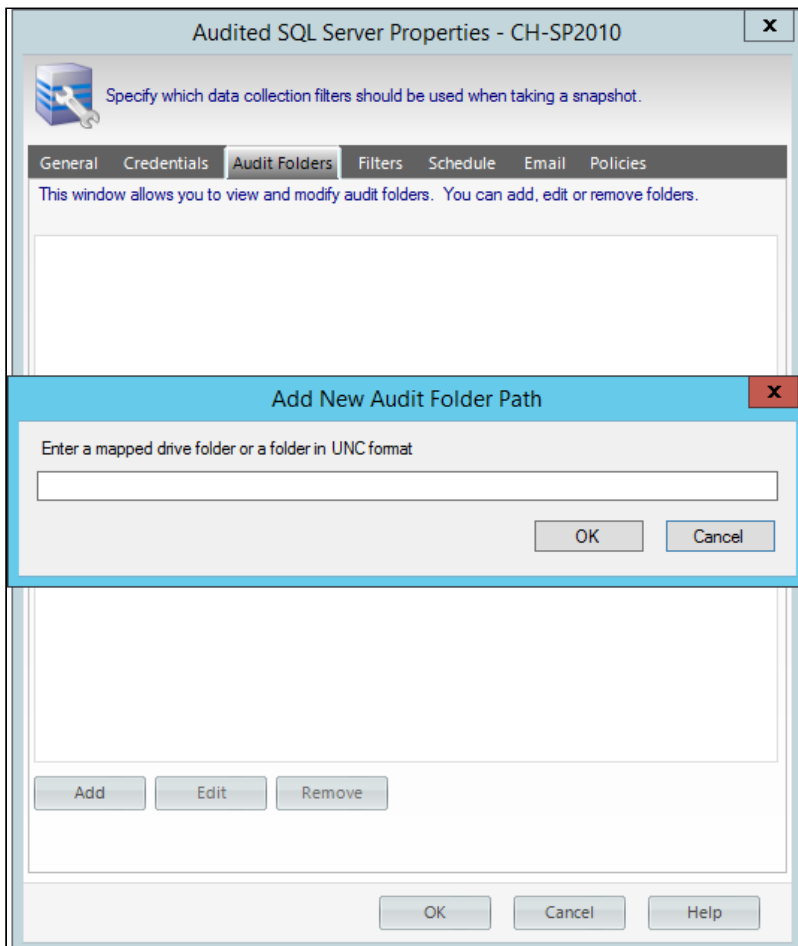 Audited SQL Server Properties - CH-SP2010
x
Specify which data collection filters should be used when taking a snapshot.
General Credentials Audit Folders Filters Schedule Email Policies
This window allows you to view and modify audit folders. You can add, edit or remove folders.
Add New Audit Folder Path
x
Enter a mapped drive folder or a folder in UNC format
OK Cancel
Add Edit Remove
OK Cancel Help